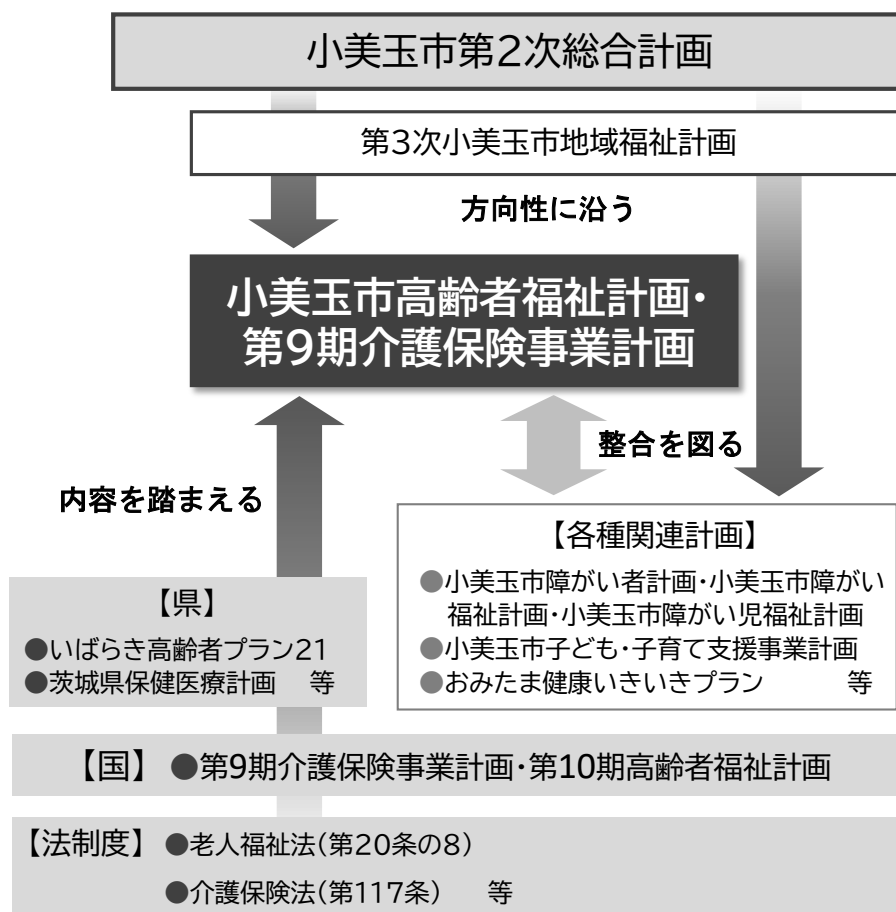 小美玉市第2次総合計画
第3次小美玉市地域福祉計画
方向性に沿う
小美玉市高齢者福祉計画・
第9期介護保険事業計画
整合を図る
内容を踏まえる
【各種関連計画】
●小美玉市障がい者計画・小美玉市障がい
福祉計画・小美玉市障がい児福祉計画
●小美玉市子ども・子育て支援事業計画
●おみたま健康いきいきプラン 等
【県】
●いばらき高齢者プラン21
●茨城県保健医療計画 等
【国】 ●第9期介護保険事業計画・第10期高齢者福祉計画
【法制度】 ●老人福祉法(第20条の8)
●介護保険法(第117条) 等